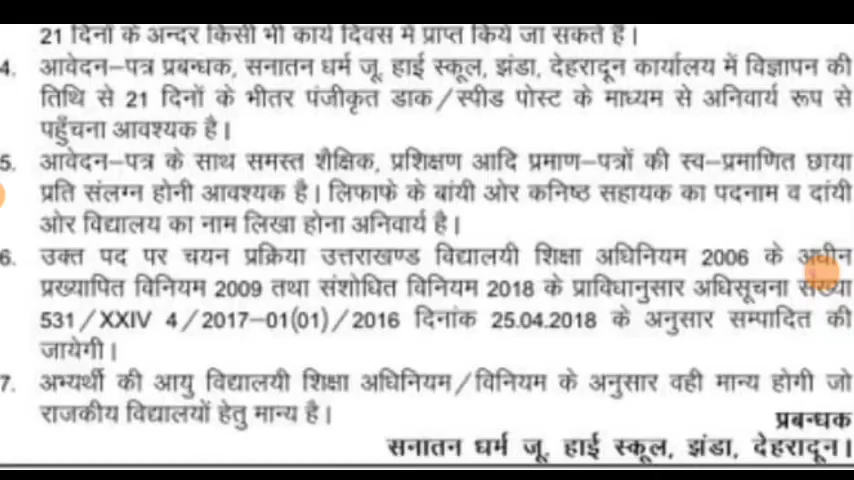 21 दिनों के अन्दर किसी भी कार्य दिवस में प्राप्त किये जा सकते हैं।
4. आवेदन–पत्र प्रबन्धक, सनातन धर्म जू. हाई स्कूल, झंडा, देहरादून कार्यालय में विज्ञापन की
तिथि से 21 दिनों के भीतर पंजीकृत डाक/स्पीड पोस्ट के माध्यम से अनिवार्य रूप से
पहुँचना आवश्यक है।
5. आवेदन–पत्र के साथ समस्त शैक्षिक, प्रशिक्षण आदि प्रमाण–पत्रों की स्व–प्रमाणित छाया
प्रति संलग्न होनी आवश्यक है। लिफाफे के बांयी ओर कनिष्ठ सहायक का पदनाम व दांयी
ओर विद्यालय का नाम लिखा होना अनिवार्य है।
6. उक्त पद पर चयन प्रक्रिया उत्तराखण्ड विद्यालयी शिक्षा अधिनियम 2006 के अधीन
प्रख्यापित विनियम 2009 तथा संशोधित विनियम 2018 के प्राविधानुसार अधिसूचना संख्या
531/XXIV 4/2017–01(01)/2016 दिनांक 25.04.2018 के अनुसार सम्पादित की
जायेगी।
7. अभ्यर्थी की आयु विद्यालयी शिक्षा अधिनियम/विनियम के अनुसार वही मान्य होगी जो
राजकीय विद्यालयों हेतु मान्य है।
प्रबन्धक
सनातन धर्म जू. हाई स्कूल, झंडा, देहरादून।